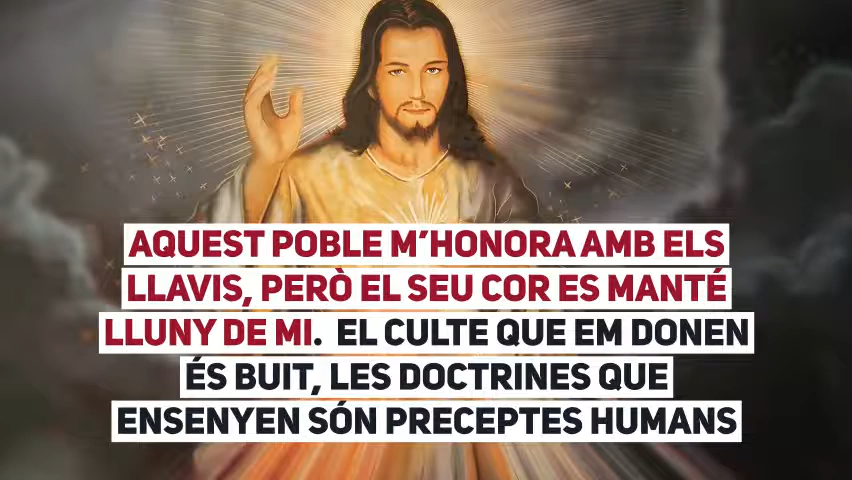 AQUEST POBLE M'HONORA AMB ELS
LLAVIS, PERÒ EL SEU COR ES MANTÉ
LLUNY DE MI. EL CULTE QUE EM DONEN
ÉS BUIT, LES DOCTRINES QUE
ENSENYEN SÓN PRECEPTES HUMANS